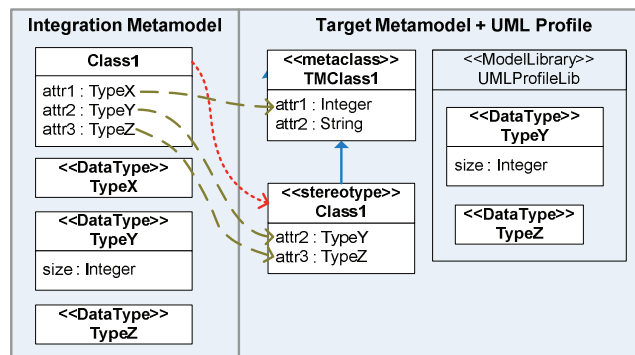 Integration Metamodel
Class1
attr1 : TypeX
attr2 : TypeY
attr3 : TypeZ
<<DataType>>
TypeX
<<DataType>>
TypeY
size : Integer
<<DataType>>
TypeZ
Target Metamodel + UML Profile
<<metaclass>>
TMClass1
attr1 : Integer
attr2 : String
<<stereotype>>
Class1
attr2 : TypeY
attr3 : TypeZ
<<ModelLibrary>>
UMLProfileLib
<<DataType>>
TypeY
size : Integer
<<DataType>>
TypeZ